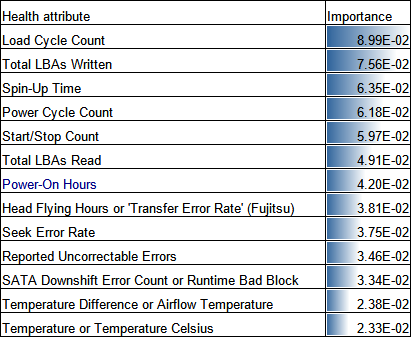 Health attribute Importance
Load Cycle Count 8.99E-02
Total LBAs Written 7.56E-02
Spin-Up Time 6.35E-02
Power Cycle Count 6.18E-02
Start/Stop Count 5.97E-02
Total LBAs Read 4.91E-02
Power-On Hours 4.20E-02
Head Flying Hours or 'Transfer Error Rate' (Fujitsu) 3.81E-02
Seek Error Rate 3.75E-02
Reported Uncorrectable Errors 3.46E-02
SATA Downshift Error Count or Runtime Bad Block 3.34E-02
Temperature Difference or Airflow Temperature 2.38E-02
Temperature or Temperature Celsius 2.33E-02